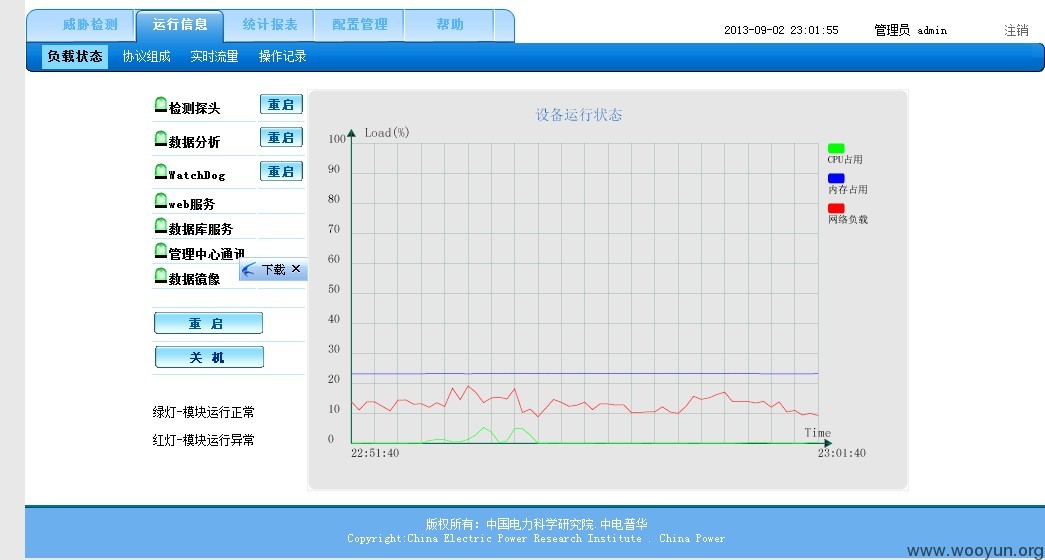 威胁检测 运行信息 统计报表 配置管理 帮助
2013-09-02 23:01:55 管理员 admin 注销
负载状态 协议组成 实时流量 操作记录
检测探头 重启
数据分析 重启
WatchDog 重启
web服务
数据库服务
管理中心通讯
下载 ×
数据镜像
重 启
关 机
绿灯-模块运行正常
红灯-模块运行异常
设备运行状态
Load(%)
100
90
80
70
60
50
40
30
20
10
0
CPU占用
内存占用
网络负载
Time
22:51:40 23:01:40
版权所有: 中国电力科学研究院.中电普华
Copyright:China Electric Power Research Institute . China Power
www.wooyun.org